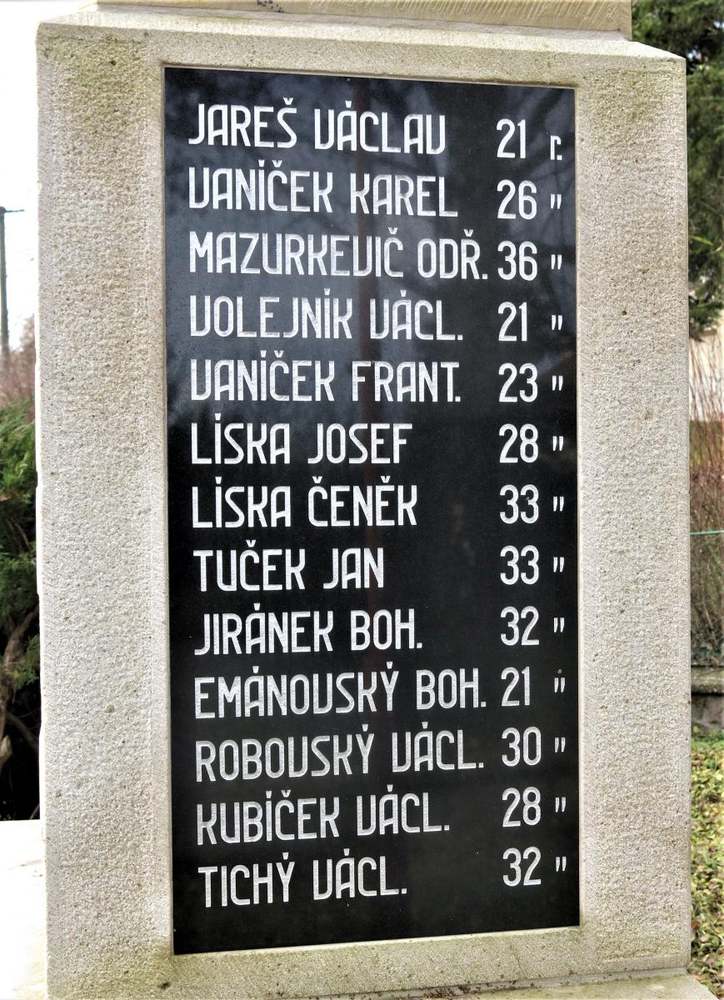 JAREŠ VÁCLAV 21 r.
VANÍČEK KAREL 26 "
MAZURKEVIČ ODŘ. 36 "
VOLEJNÍK VÁCL. 21 "
VANÍČEK FRANT. 23 "
LÍSKA JOSEF 28 "
LÍSKA ČENĚK 33 "
TUČEK JAN 33 "
JIRÁNEK BOH. 32 "
EMÁNOVSKÝ BOH. 21 "
ROBOVSKÝ VÁCL. 30 "
KUBÍČEK VÁCL. 28 "
TICHÝ VÁCL. 32 "